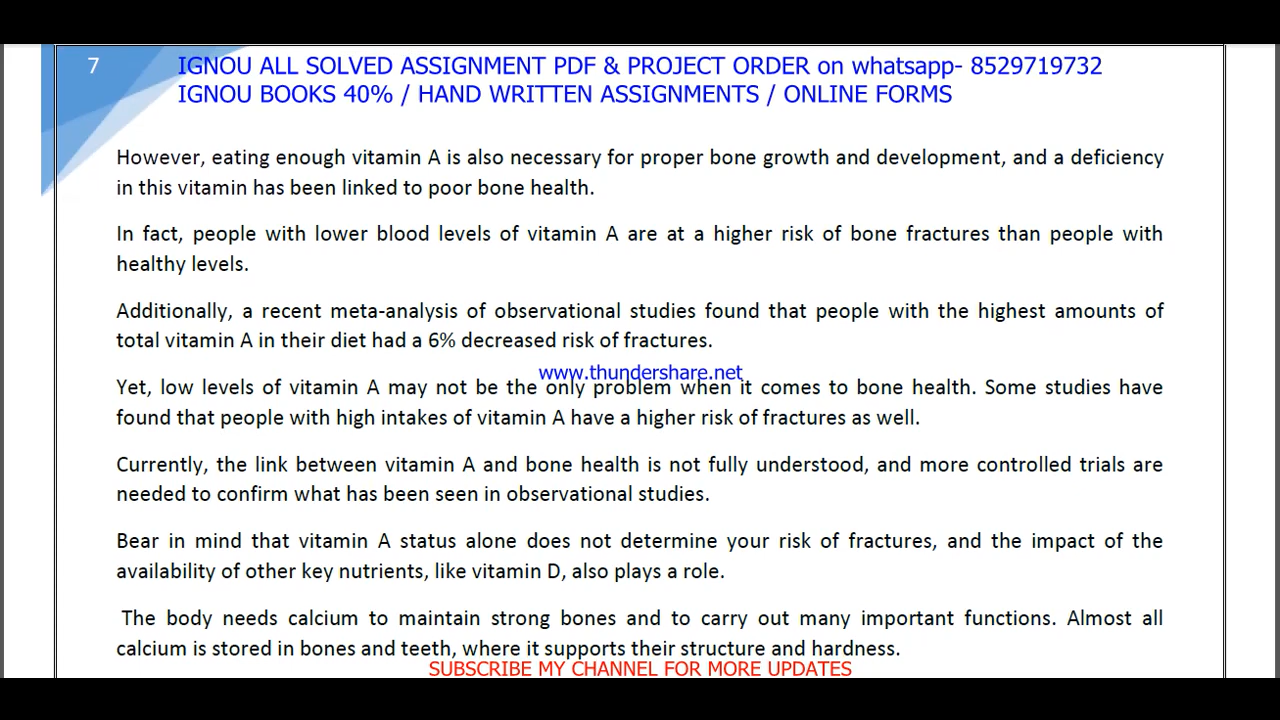 7
IGNOU ALL SOLVED ASSIGNMENT PDF & PROJECT ORDER on whatsapp- 8529719732
IGNOU BOOKS 40% / HAND WRITTEN ASSIGNMENTS / ONLINE FORMS
However, eating enough vitamin A is also necessary for proper bone growth and development, and a deficiency
in this vitamin has been linked to poor bone health.
In fact, people with lower blood levels of vitamin A are at a higher risk of bone fractures than people with
healthy levels.
Additionally, a recent meta-analysis of observational studies found that people with the highest amounts of
total vitamin A in their diet had a 6% decreased risk of fractures.
www.thundershare.net
Yet, low levels of vitamin A may not be the only problem when it comes to bone health. Some studies have
found that people with high intakes of vitamin A have a higher risk of fractures as well.
Currently, the link between vitamin A and bone health is not fully understood, and more controlled trials are
needed to confirm what has been seen in observational studies.
Bear in mind that vitamin A status alone does not determine your risk of fractures, and the impact of the
availability of other key nutrients, like vitamin D, also plays a role.
The body needs calcium to maintain strong bones and to carry out many important functions. Almost all
calcium is stored in bones and teeth, where it supports their structure and hardness.
SUBSCRIBE MY CHANNEL FOR MORE UPDATES